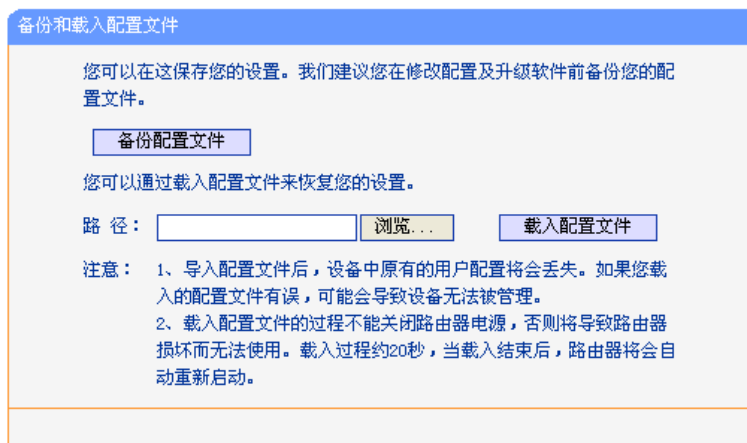 备份和载入配置文件
您可以在这保存您的设置。我们建议您在修改配置及升级软件前备份您的配
置文件。
备份配置文件
您可以通过载入配置文件来恢复您的设置。
路 径： 浏览... 载入配置文件
注意： 1、导入配置文件后，设备中原有的用户配置将会丢失。如果您载
入的配置文件有误，可能会导致设备无法被管理。
2、载入配置文件的过程不能关闭路由器电源，否则将导致路由器
损坏而无法使用。载入过程约20秒，当载入结束后，路由器将会自
动重新启动。